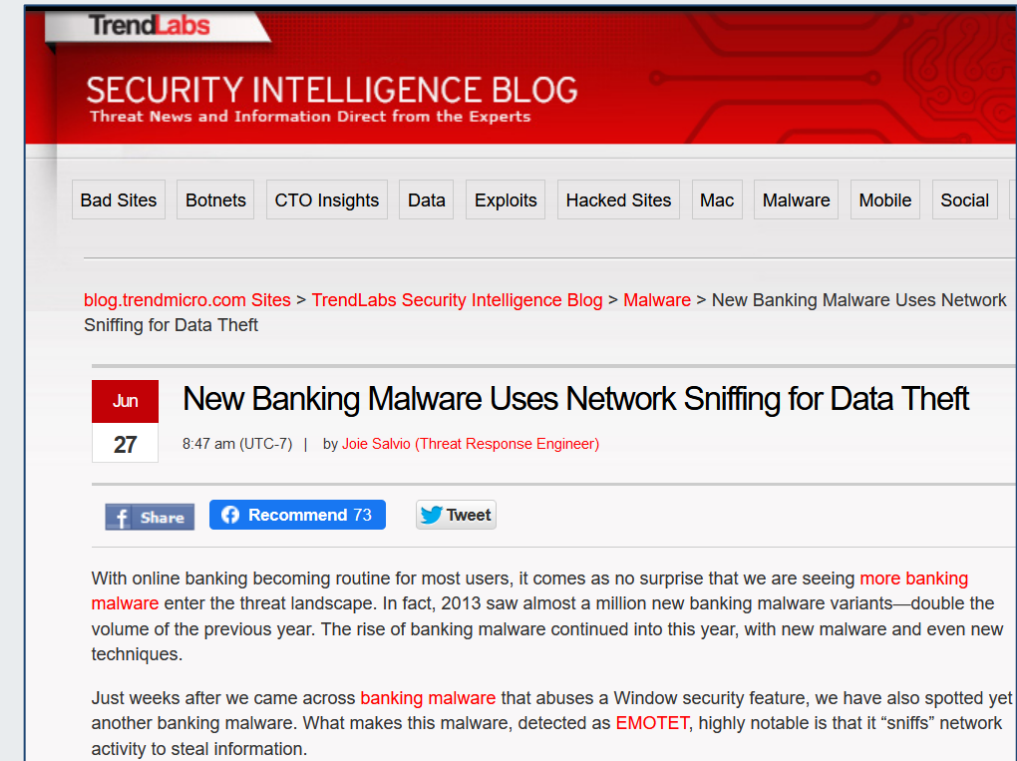 TrendLabs
SECURITY INTELLIGENCE BLOG
Threat News and Information Direct from the Experts
Bad Sites Botnets CTO Insights Data Exploits Hacked Sites Mac Malware Mobile Social
blog.trendmicro.com Sites > TrendLabs Security Intelligence Blog > Malware > New Banking Malware Uses Network
Sniffing for Data Theft
Jun
27
New Banking Malware Uses Network Sniffing for Data Theft
8:47 am (UTC-7) | by Joie Salvio (Threat Response Engineer)
f Share Recommend 73 Tweet
With online banking becoming routine for most users, it comes as no surprise that we are seeing more banking
malware enter the threat landscape. In fact, 2013 saw almost a million new banking malware variants—double the
volume of the previous year. The rise of banking malware continued into this year, with new malware and even new
techniques.
Just weeks after we came across banking malware that abuses a Window security feature, we have also spotted yet
another banking malware. What makes this malware, detected as EMOTET, highly notable is that it “sniffs” network
activity to steal information.